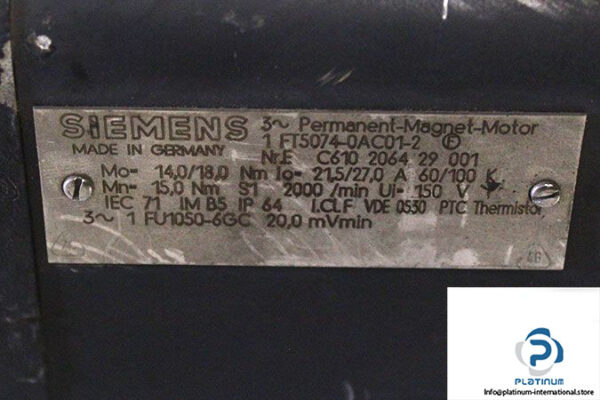 SIEMENS 3~ Permanent-Magnet-Motor
MADE IN GERMANY 1 FT5074-0AC01-2
Nr.E C610 2064 29 001
Mo= 14,0/18,0 Nm Io= 21,5/27,0 A 60/100 K
Mn= 15,0 Nm S1 2000 /min Ui= 150 V
IEC 71 IM B5 IP 64 I.CL.F VDE 0530 PTC Thermistor
3~ 1 FU1050-6GC 20,0 mVmin
PLATINUM
Info@platinum-international.store